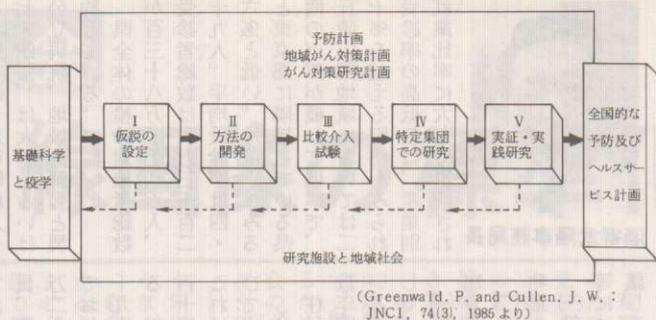 予防計画
地域がん対策計画
がん対策研究計画
基礎科学
と疫学
I
仮説の
設定
II
方法の
開発
III
比較介入
試験
IV
特定集団
での研究
V
実証・実
践研究
全国的な
予防及び
ヘルスサー
ビス計画
研究施設と地域社会
(Greenwald. P. and Cullen. J. W. :
JNCI, 74(3), 1985より)